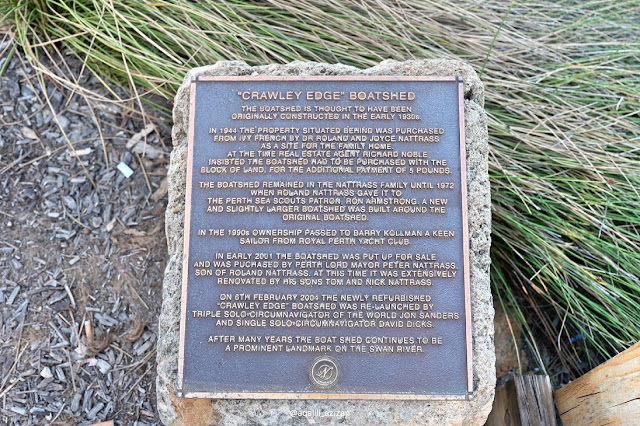 "CRAWLEY EDGE" BOATSHED
THE BOATSHED IS THOUGHT TO HAVE BEEN
ORIGINALLY CONSTRUCTED IN THE EARLY 1930s.
IN 1944 THE PROPERTY SITUATED BEHIND WAS PURCHASED
FROM IVY FRENCH BY DR ROLAND AND JOYCE NATTRASS
AS A SITE FOR THE FAMILY HOME.
AT THE TIME REAL ESTATE AGENT RICHARD NOBLE
INSISTED THE BOATSHED HAD TO BE PURCHASED WITH THE
BLOCK OF LAND, FOR THE ADDITIONAL PAYMENT OF 5 POUNDS.
THE BOATSHED REMAINED IN THE NATTRASS FAMILY UNTIL 1972
WHEN ROLAND NATTRASS GAVE IT TO
THE PERTH SEA SCOUTS PATRON, RON ARMSTRONG. A NEW
AND SLIGHTLY LARGER BOATSHED WAS BUILT AROUND THE
ORIGINAL BOATSHED.
IN THE 1990s OWNERSHIP PASSED TO BARRY KOLLMAN A KEEN
SAILOR FROM ROYAL PERTH YACHT CLUB.
IN EARLY 2001 THE BOATSHED WAS PUT UP FOR SALE
AND WAS PUCHASED BY PERTH LORD MAYOR PETER NATTRASS,
SON OF ROLAND NATTRASS. AT THIS TIME IT WAS EXTENSIVELY
RENOVATED BY HIS SONS TOM AND NICK NATTRASS.
ON 6TH FEBRUARY 2004 THE NEWLY REFURBISHED
"CRAWLEY EDGE" BOATSHED WAS RE-LAUNCHED BY
TRIPLE SOLO-CIRCUMNAVIGATOR OF THE WORLD JON SANDERS
AND SINGLE SOLO-CIRCUMNAVIGATOR DAVID DICKS.
AFTER MANY YEARS THE BOAT SHED CONTINUES TO BE
A PROMINENT LANDMARK ON THE SWAN RIVER.